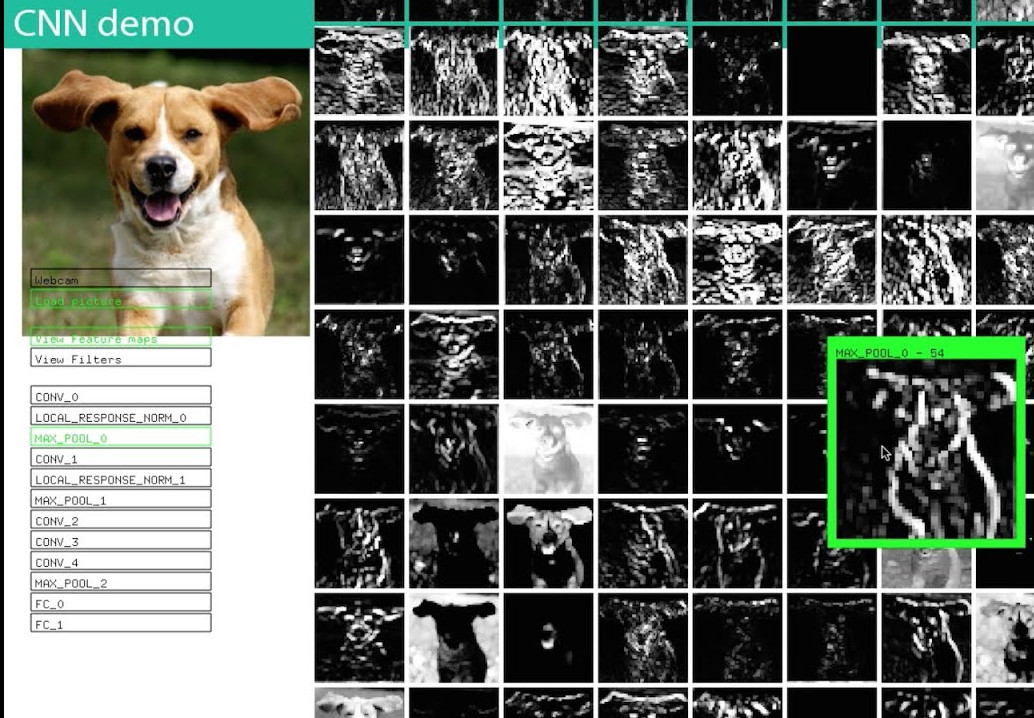 CNN demo
Webcam
Load picture
View Feature maps
View Filters
CONV_0
LOCAL_RESPONSE_NORM_0
MAX_POOL_0
CONV_1
LOCAL_RESPONSE_NORM_1
MAX_POOL_1
CONV_2
CONV_3
CONV_4
MAX_POOL_2
FC_0
FC_1
MAX_POOL_0 - 54